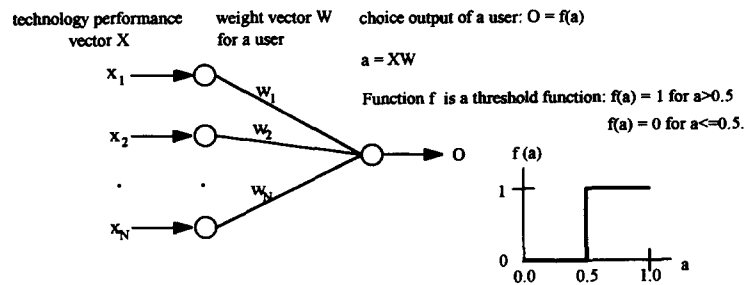 technology performance vector X
weight vector W for a user
choice output of a user: O = f(a)
a = XW
Function f is a threshold function: f(a) = 1 for a>0.5
f(a) = 0 for a<=0.5.
x1
w1
x2
w2
O
.
.
wN
xN
f (a)
1
0
0.0 0.5 1.0 a